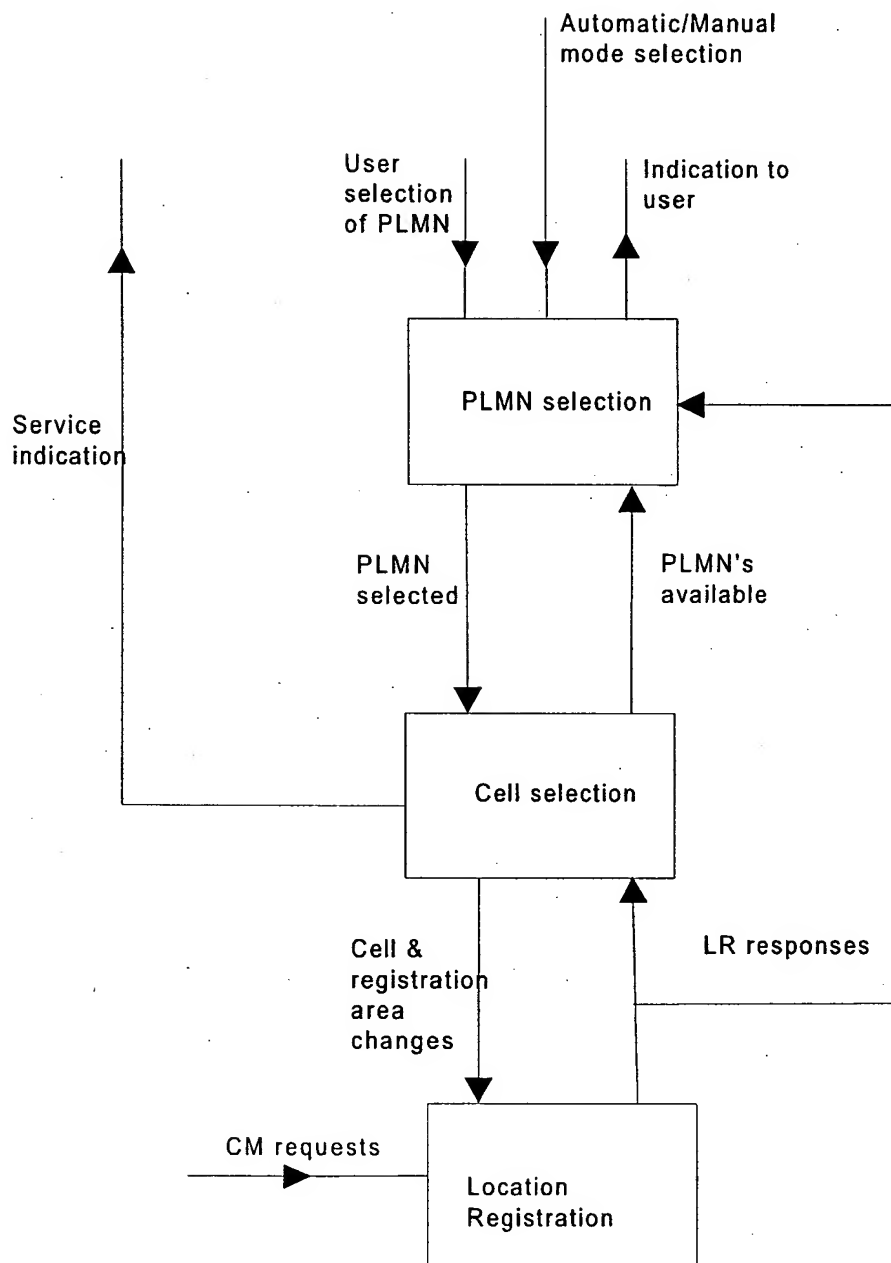 Automatic/Manual
mode selection
User
selection
of PLMN
Indication to
user
PLMN selection
Service
indication
PLMN
selected
PLMN's
available
Cell selection
Cell &
registration
area
changes
LR responses
CM requests
Location
Registration